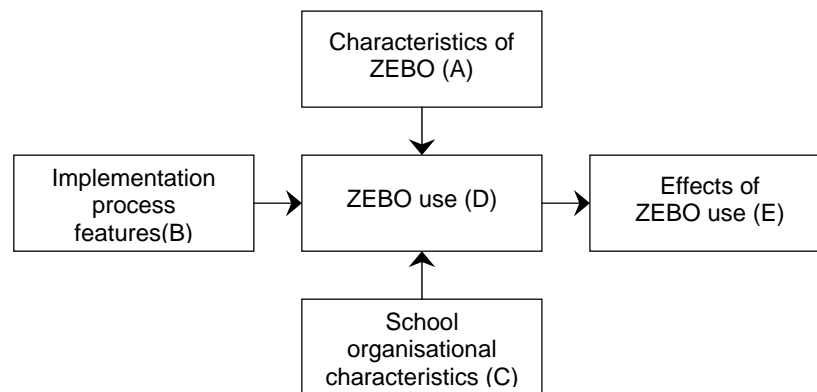 Characteristics of
ZEBO (A)
Implementation
process
features(B)
ZEBO use (D)
Effects of
ZEBO use (E)
School
organisational
characteristics (C)